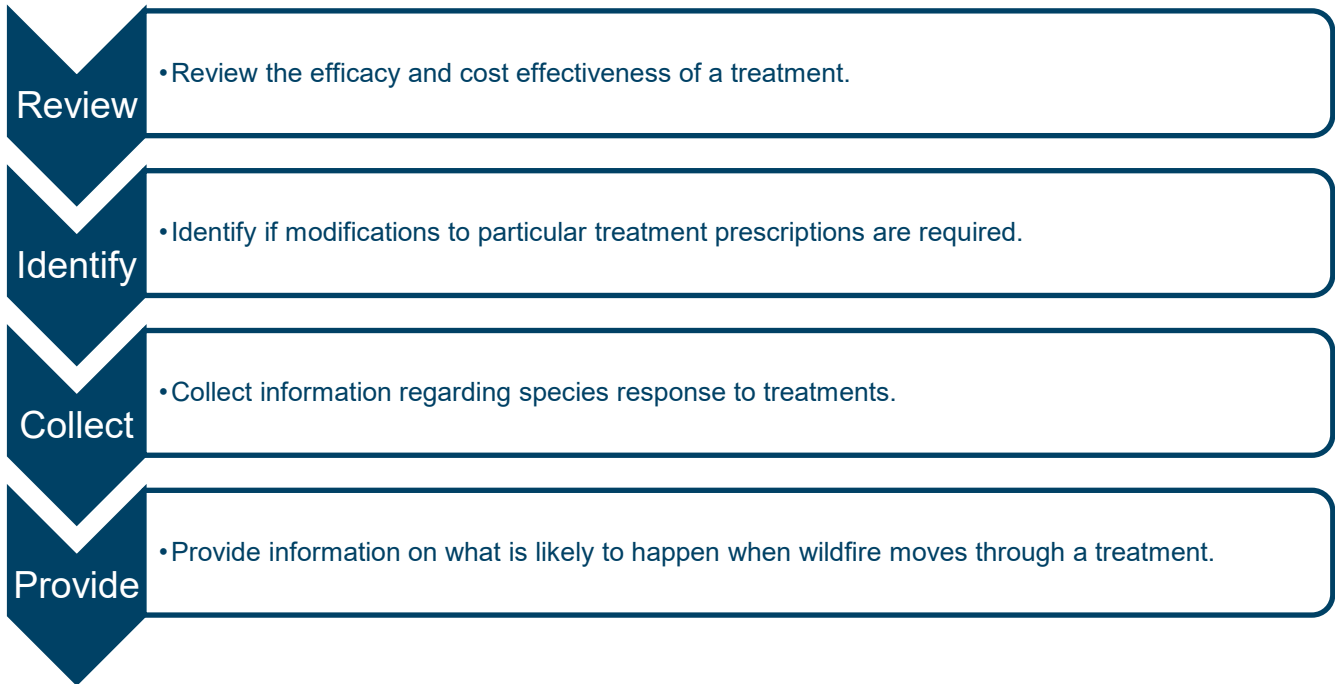 Review
•Review the efficacy and cost effectiveness of a treatment.
Identify
•Identify if modifications to particular treatment prescriptions are required.
Collect
•Collect information regarding species response to treatments.
Provide
•Provide information on what is likely to happen when wildfire moves through a treatment.